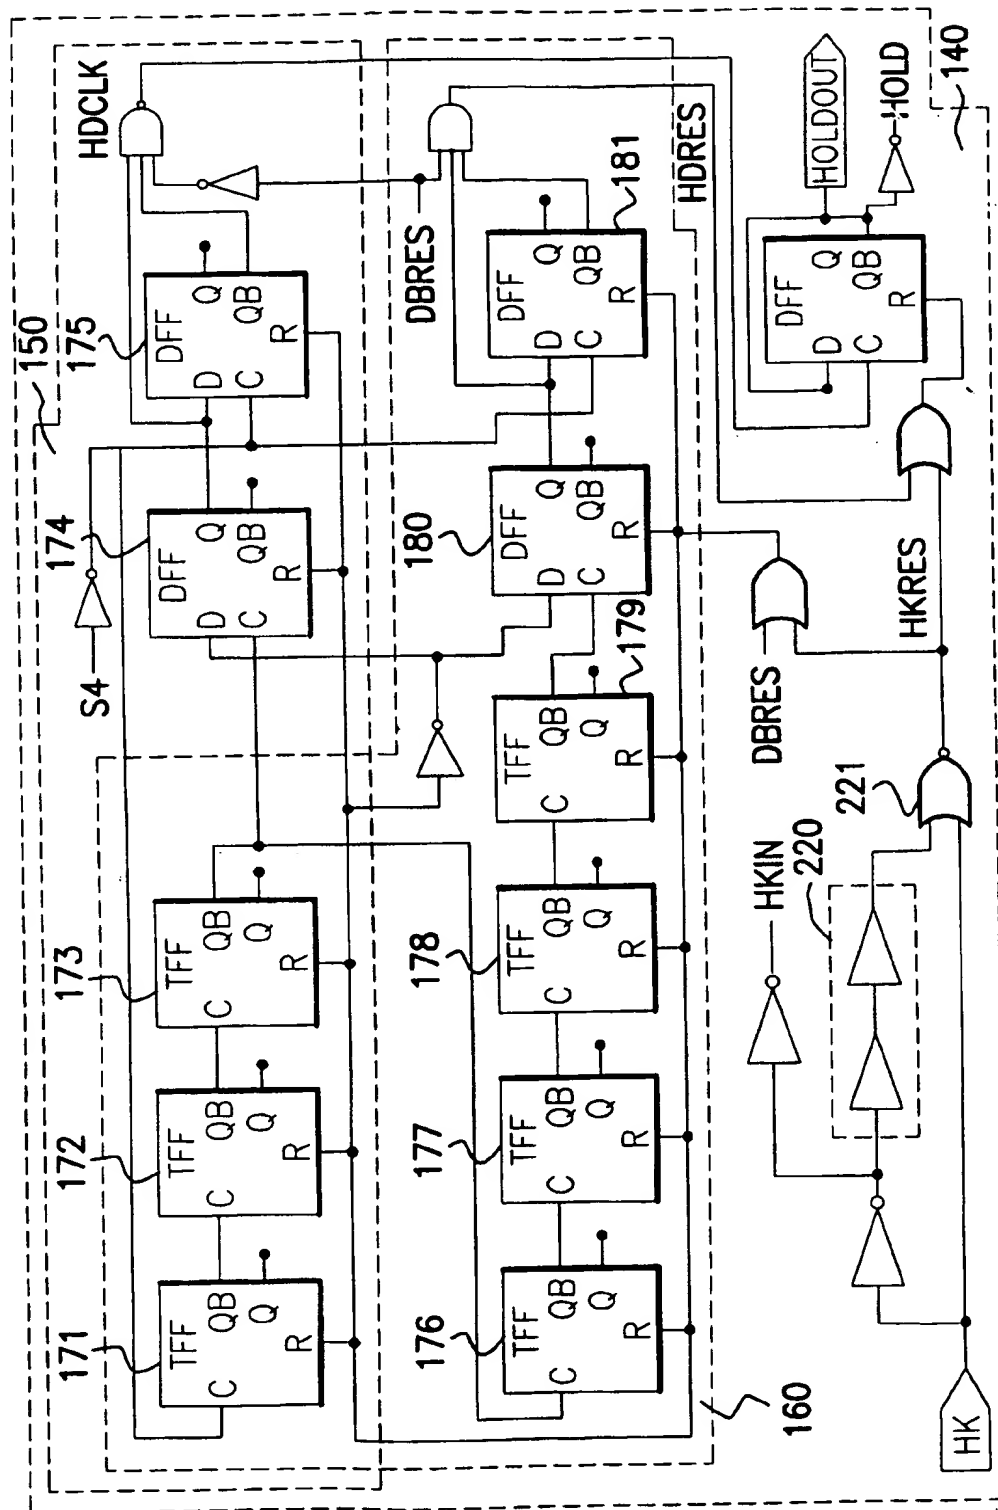 150
HDCLK
171
TFF
C
QB
Q
R
172
TFF
C
QB
Q
R
173
TFF
C
QB
Q
R
S4
174
DFF
D
C
Q
QB
R
175
DFF
D
C
Q
QB
R
DBRES
176
TFF
C
QB
Q
R
177
TFF
C
QB
Q
R
178
TFF
C
QB
Q
R
179
TFF
C
QB
Q
R
180
DFF
D
C
Q
QB
R
181
DFF
D
C
Q
QB
R
160
HDRES
DBRES
HKIN
220
221
HKRES
HK
DFF
D
C
Q
QB
R
HOLDOUT
HOLD
140